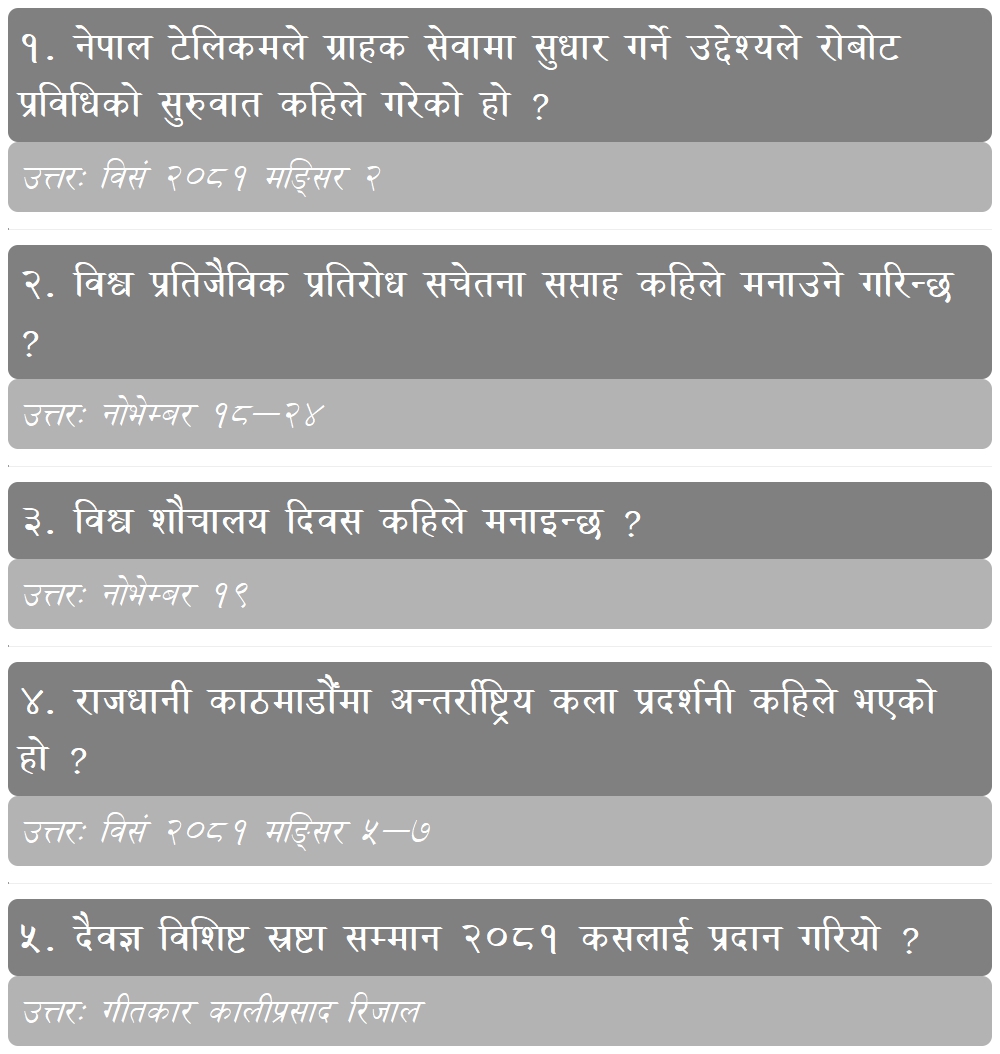 १. नेपाल टेलिकमले ग्राहक सेवामा सुधार गर्ने उद्देश्यले रोबोट
प्रविधिको सुरुवात कहिले गरेको हो ?
उत्तरः विसं २०८१ मङ्सिर २
२. विश्व प्रतिजैविक प्रतिरोध सचेतना सप्ताह कहिले मनाउने गरिन्छ
?
उत्तरः नोभेम्बर १८—२४
३. विश्व शौचालय दिवस कहिले मनाइन्छ ?
उत्तरः नोभेम्बर १९
४. राजधानी काठमाडौँमा अन्तर्राष्ट्रिय कला प्रदर्शनी कहिले भएको
हो ?
उत्तरः विसं २०८१ मङ्सिर ५—७
५. दैवज्ञ विशिष्ट स्रष्टा सम्मान २०८१ कसलाई प्रदान गरियो ?
उत्तरः गीतकार कालीप्रसाद रिजाल